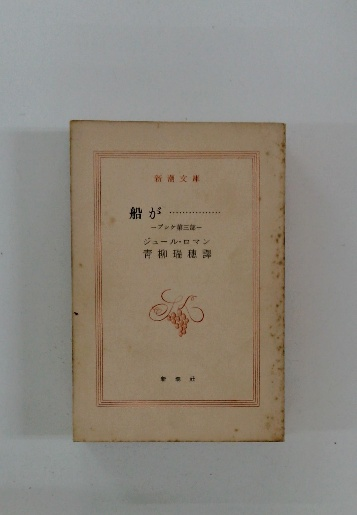 新潮文庫
船が………………
―プシケ第三部―
ジュール・ロマン
青柳瑞穂譯
新潮社